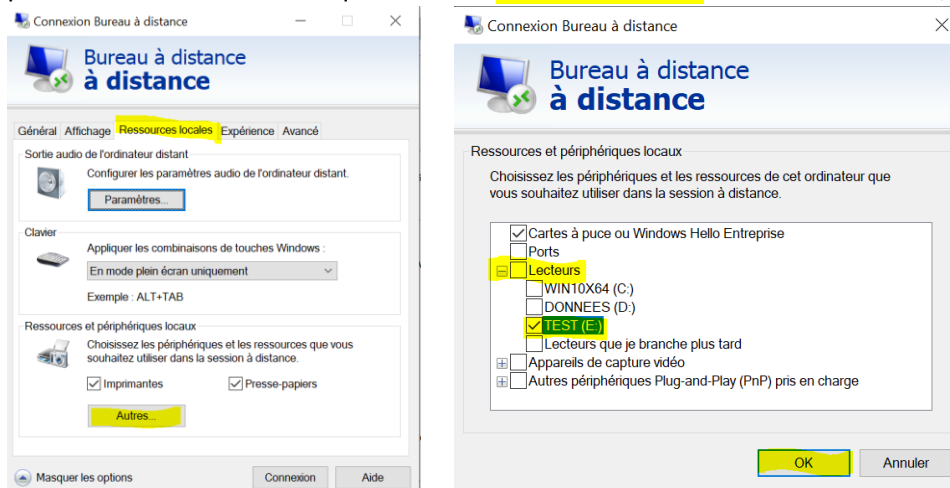 Connexion Bureau à distance
Bureau à distance
à distance
Général Affichage Ressources locales Expérience Avancé
Sortie audio de l'ordinateur distant
Configurer les paramètres audio de l'ordinateur distant.
Paramètres...
Clavier
Appliquer les combinaisons de touches Windows :
En mode plein écran uniquement
Exemple : ALT+TAB
Ressources et périphériques locaux
Choisissez les périphériques et les ressources que vous
souhaitez utiliser dans la session à distance.
Imprimantes Presse-papiers
Autres...
Masquer les options Connexion Aide
Connexion Bureau à distance
Bureau à distance
à distance
Ressources et périphériques locaux
Choisissez les périphériques et les ressources de cet ordinateur que
vous souhaitez utiliser dans la session à distance.
Cartes à puce ou Windows Hello Entreprise
Ports
Lecteurs
WIN10X64 (C:)
DONNEES (D:)
TEST (E:)
Lecteurs que je branche plus tard
Appareils de capture vidéo
Autres périphériques Plug-and-Play (PnP) pris en charge
OK Annuler